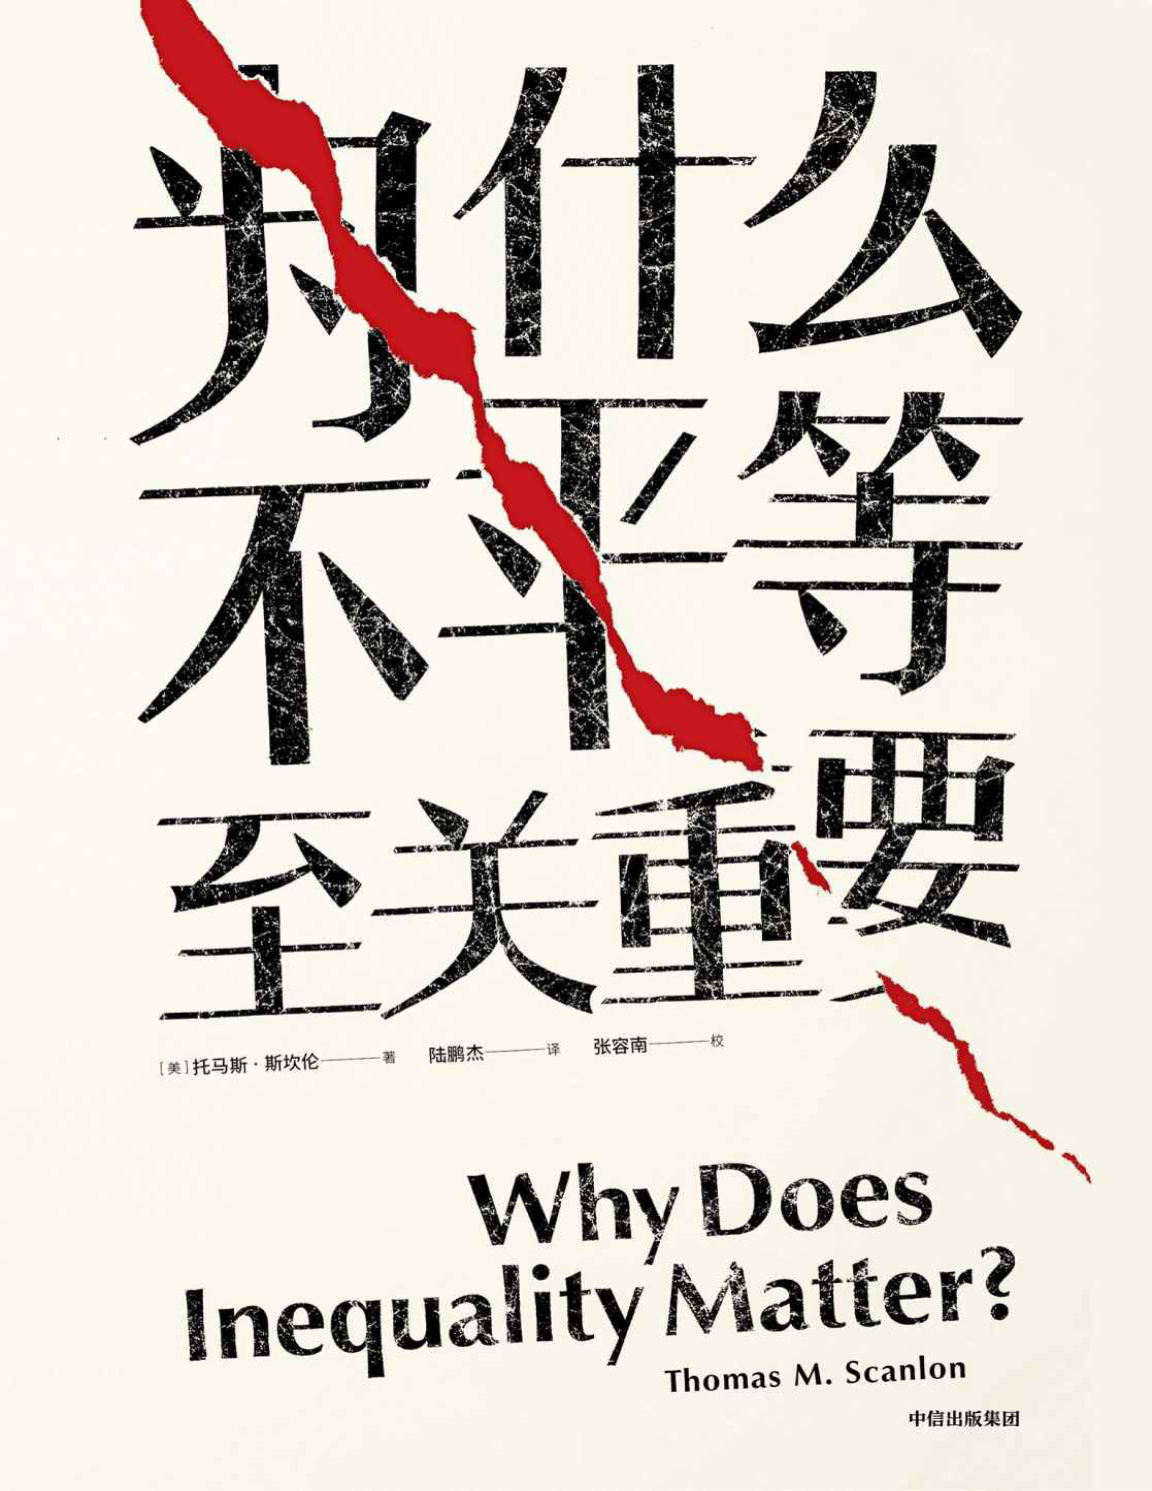 为什么
不平等
至关重要
[美]托马斯·斯坎伦————著 陆鹏杰————译 张容南————校
Why Does
Inequality Matter?
Thomas M. Scanlon
中信出版集团